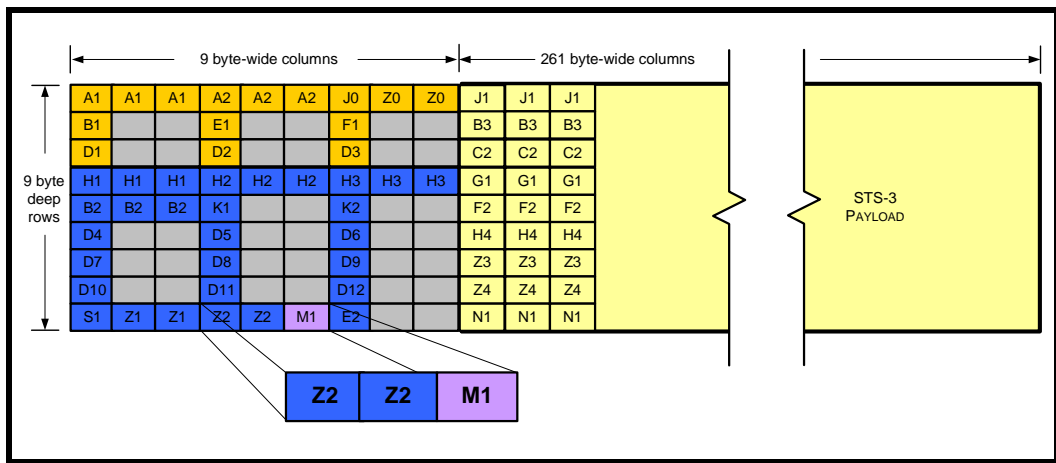 9 byte-wide columns 261 byte-wide columns
A1 A1 A1 A2 A2 A2 J0 Z0 Z0 J1 J1 J1
B1 E1 F1 B3 B3 B3
D1 D2 D3 C2 C2 C2
9 byte
deep
rows
H1 H1 H1 H2 H2 H2 H3 H3 H3 G1 G1 G1
B2 B2 B2 K1 K2 F2 F2 F2
D4 D5 D6 H4 H4 H4
D7 D8 D9 Z3 Z3 Z3
D10 D11 D12 Z4 Z4 Z4
S1 Z1 Z1 Z2 Z2 M1 E2 N1 N1 N1
STS-3
PAYLOAD
Z2 Z2 M1